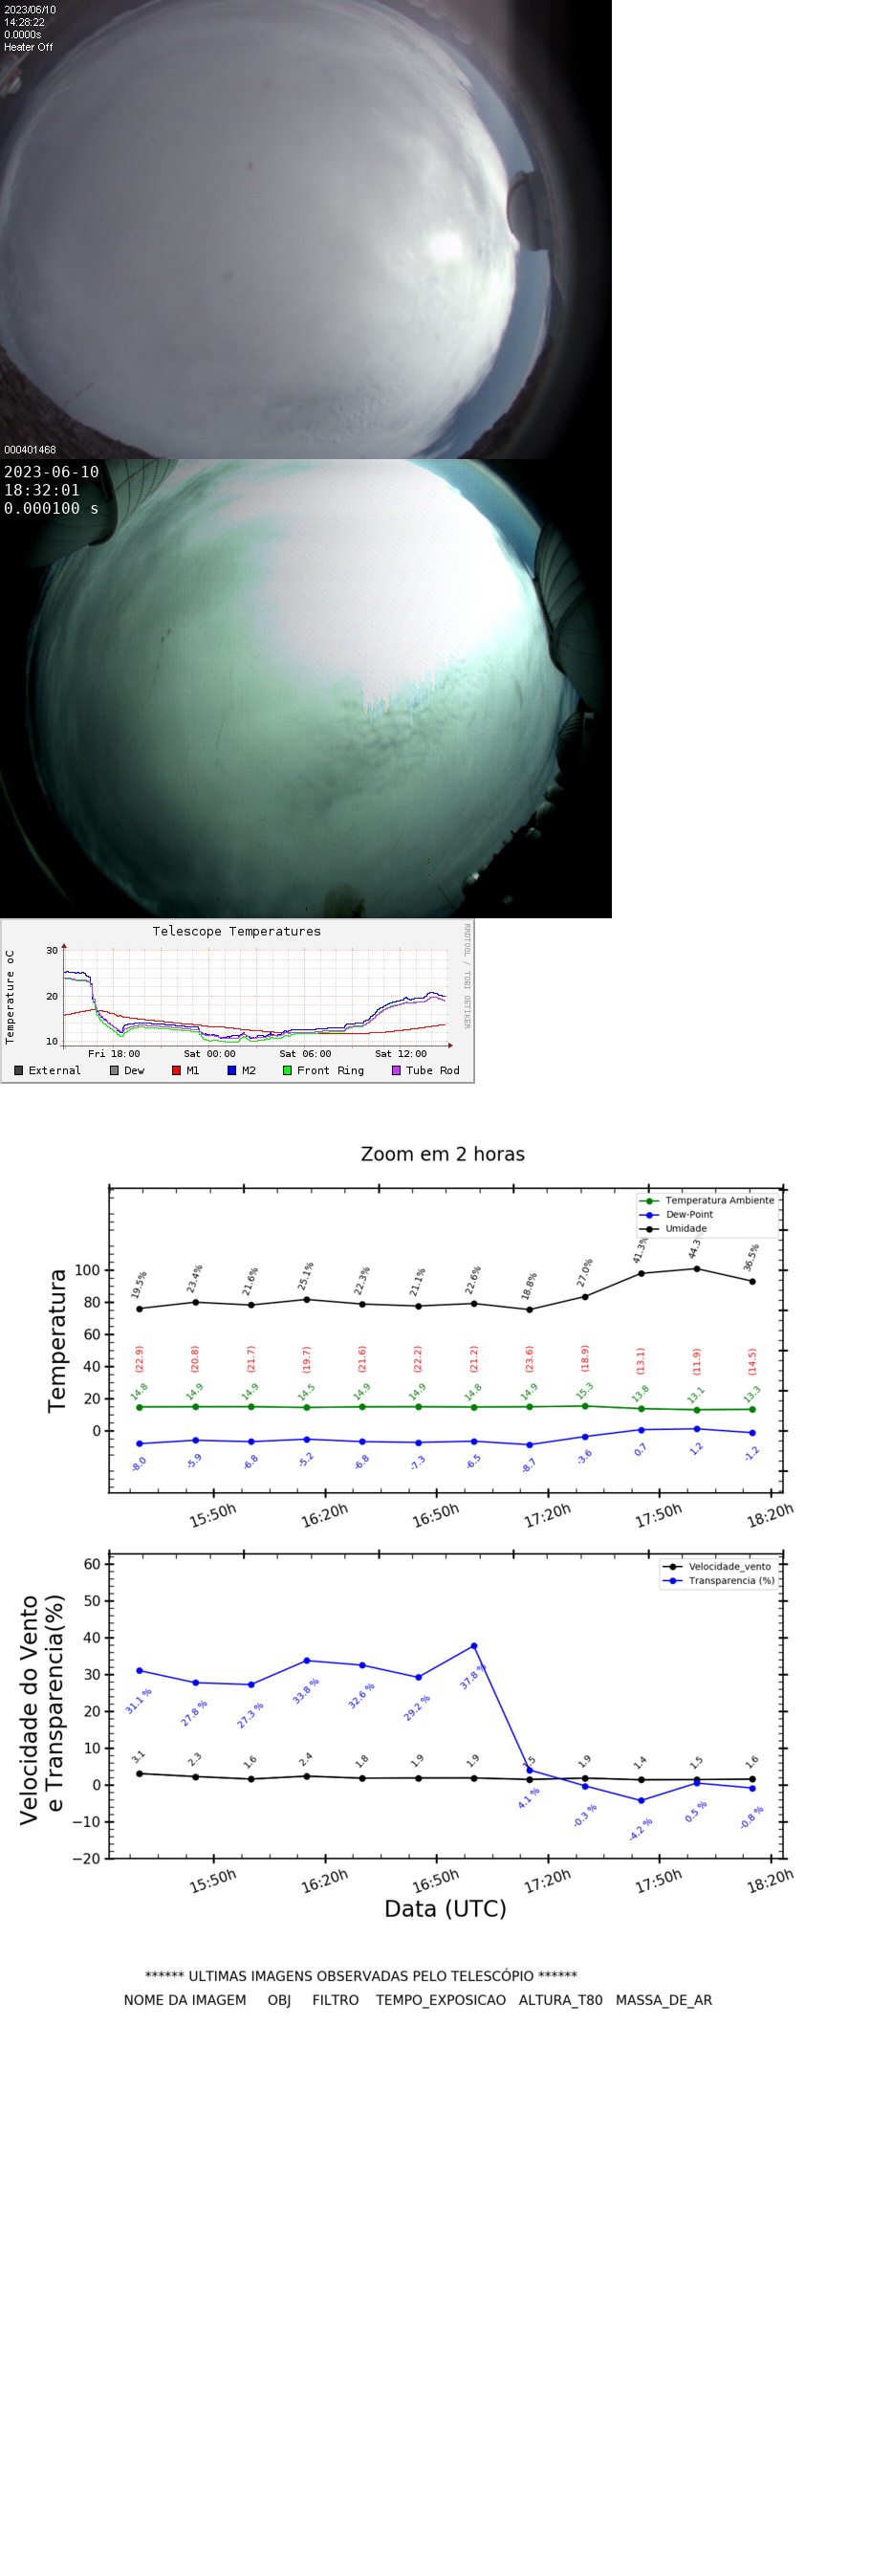 2023/06/10
14:28:22
0.0000s
Heater Off
000401468
2023-06-10
18:32:01
0.000100 s
Telescope Temperatures
RRDTOOL / TOBI OETIKER
Temperature oC
30
20
10
Fri 18:00 Sat 00:00 Sat 06:00 Sat 12:00
External Dew M1 M2 Front Ring Tube Rod
Zoom em 2 horas
Temperatura Ambiente
Dew-Point
Umidade
Temperatura
100
80
60
40
20
0
19.5% 23.4% 21.6% 25.1% 22.3% 21.1% 22.6% 18.8% 27.0% 41.3% 44.3 36.5%
(22.9) (20.8) (21.7) (19.7) (21.6) (22.2) (21.2) (23.6) (18.9) (13.1) (11.9) (14.5)
14.8 14.9 14.9 14.5 14.9 14.9 14.8 14.9 15.3 13.8 13.1 13.3
-8.0 -5.9 -6.8 -5.2 -6.8 -7.3 -6.5 -8.7 -3.6 0.7 1.2 -1.2
15:50h 16:20h 16:50h 17:20h 17:50h 18:20h
Velocidade_vento
Transparencia (%)
Velocidade do Vento
e Transparencia(%)
60
50
40
30
20
10
0
−10
−20
31.1 % 27.8 % 27.3 % 33.8 % 32.6 % 29.2 % 37.8 % 4.1 % -0.3 % -4.2 % 0.5 % -0.8 %
3.1 2.3 1.6 2.4 1.8 1.9 1.9 1.5 1.9 1.4 1.5 1.6
15:50h 16:20h 16:50h 17:20h 17:50h 18:20h
Data (UTC)
****** ULTIMAS IMAGENS OBSERVADAS PELO TELESCÓPIO ******
NOME DA IMAGEM OBJ FILTRO TEMPO_EXPOSICAO ALTURA_T80 MASSA_DE_AR